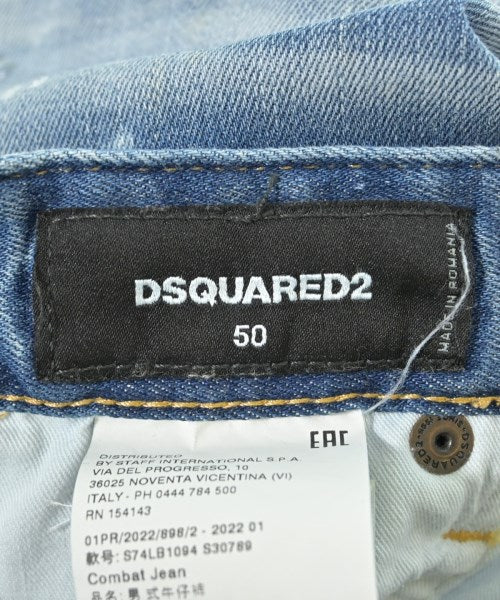 DSQUARED2
50
MADE IN ROMANIA
EAC
DISTRIBUTED
BY STAFF INTERNATIONAL S.P.A.
VIA DEL PROGRESSO, 10
36025 NOVENTA VICENTINA (VI)
ITALY - PH 0444 784 500
RN 154143
01PR/2022/898/2 - 2022 01
款号: S74LB1094 S30789
Combat Jean
品名: 男式牛仔裤
DSQUARED2